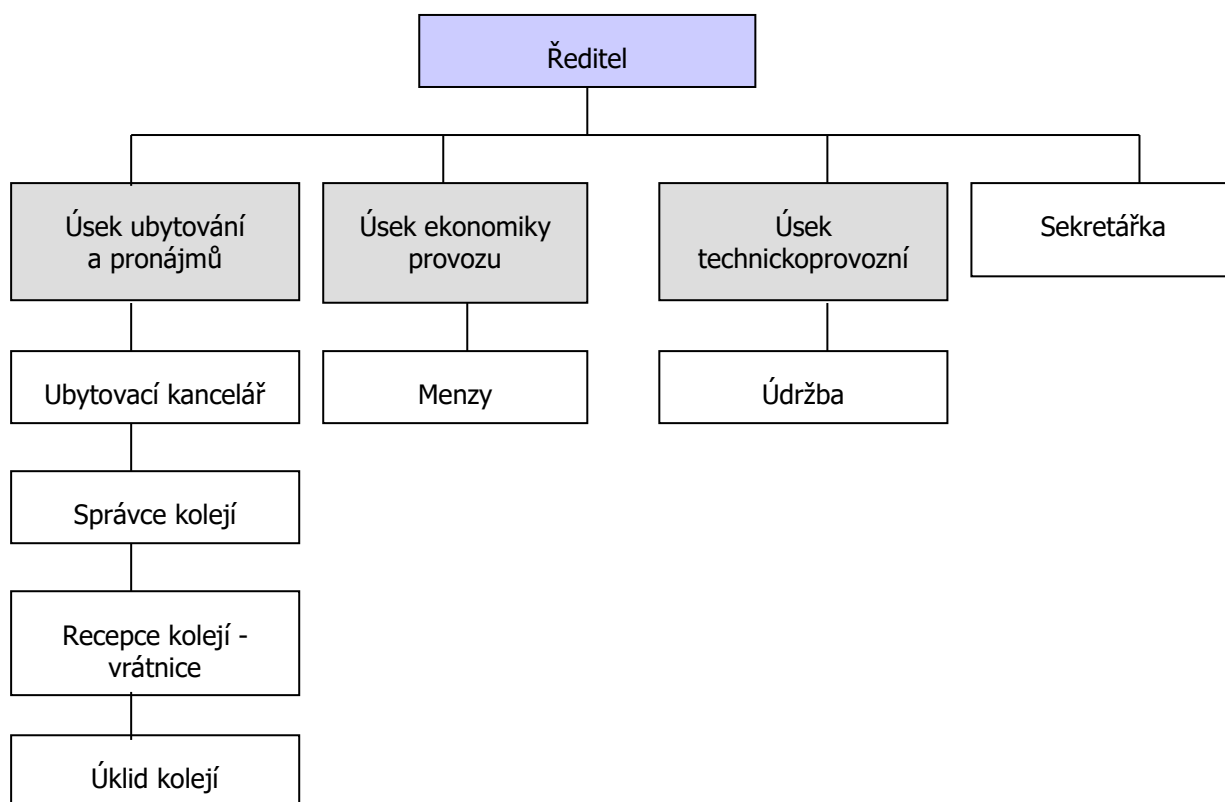 Ředitel
Úsek ubytování
a pronájmů
Úsek ekonomiky
provozu
Úsek
technickoprovozní
Sekretářka
Ubytovací kancelář
Menzy
Údržba
Správce kolejí
Recepce kolejí -
vrátnice
Úklid kolejí